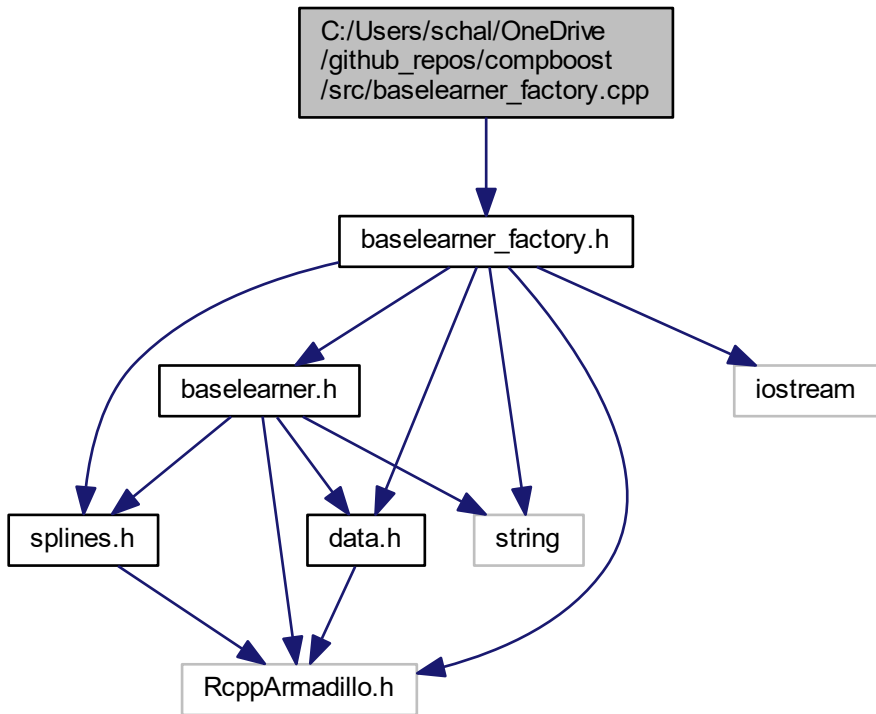 C:/Users/schal/OneDrive
/github_repos/compboost
/src/baselearner_factory.cpp
baselearner_factory.h
baselearner.h
iostream
splines.h
data.h
string
RcppArmadillo.h